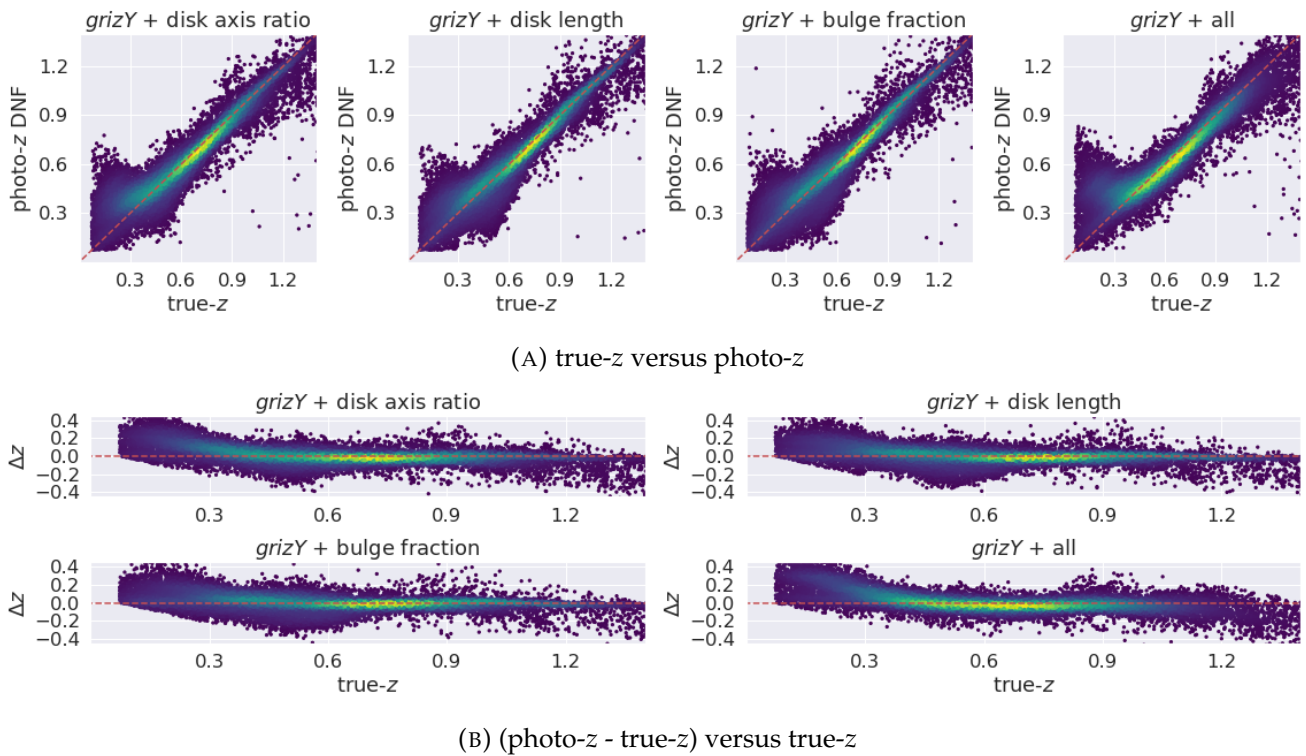 grizY + disk axis ratio
grizY + disk length
grizY + bulge fraction
grizY + all
photo-z DNF
1.2
0.9
0.6
0.3
0.3 0.6 0.9 1.2
true-z
photo-z DNF
1.2
0.9
0.6
0.3
0.3 0.6 0.9 1.2
true-z
photo-z DNF
1.2
0.9
0.6
0.3
0.3 0.6 0.9 1.2
true-z
photo-z DNF
1.2
0.9
0.6
0.3
0.3 0.6 0.9 1.2
true-z
(A) true-z versus photo-z
grizY + disk axis ratio
Δz
0.4
0.2
0.0
−0.2
−0.4
0.3 0.6 0.9 1.2
grizY + disk length
Δz
0.4
0.2
0.0
−0.2
−0.4
0.3 0.6 0.9 1.2
grizY + bulge fraction
Δz
0.4
0.2
0.0
−0.2
−0.4
0.3 0.6 0.9 1.2
true-z
grizY + all
Δz
0.4
0.2
0.0
−0.2
−0.4
0.3 0.6 0.9 1.2
true-z
(B) (photo-z - true-z) versus true-z